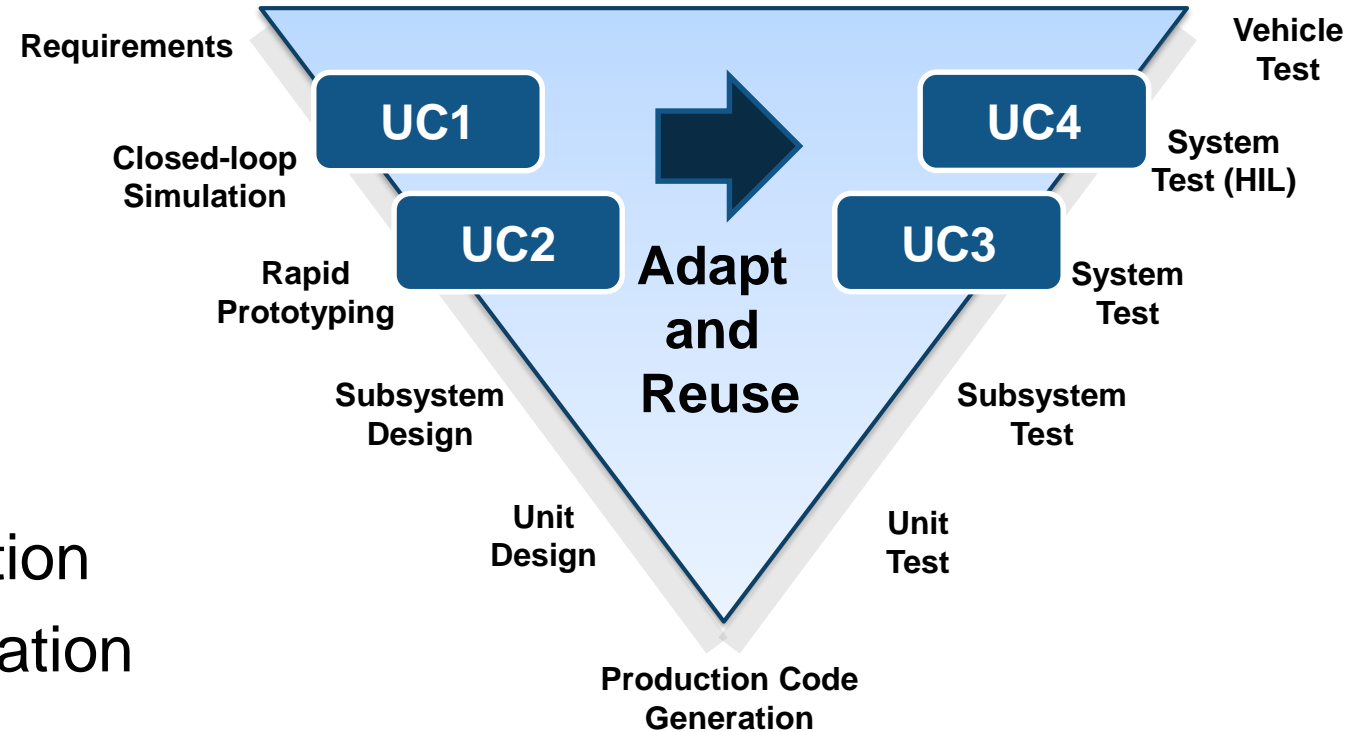 Requirements
Vehicle
Test
UC1
UC4
System
Test (HIL)
Closed-loop
Simulation
UC2
UC3
Adapt
and
Reuse
Rapid
Prototyping
System
Test
Subsystem
Design
Subsystem
Test
Unit
Design
Unit
Test
tion
ation
Production Code
Generation